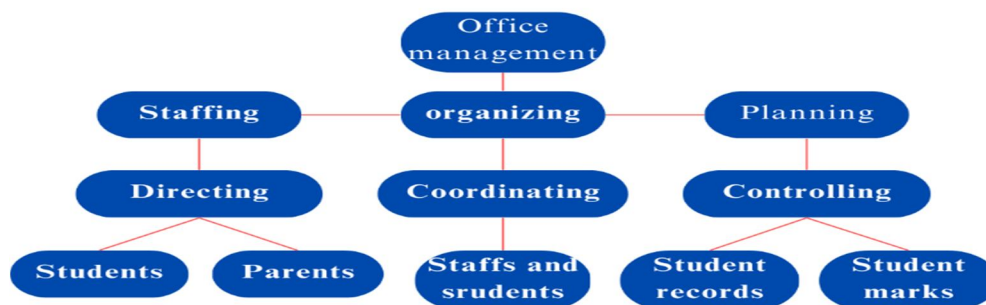 Office
management
Staffing
organizing
Planning
Directing
Coordinating
Controlling
Students
Parents
Staffs and
srudents
Student
records
Student
marks